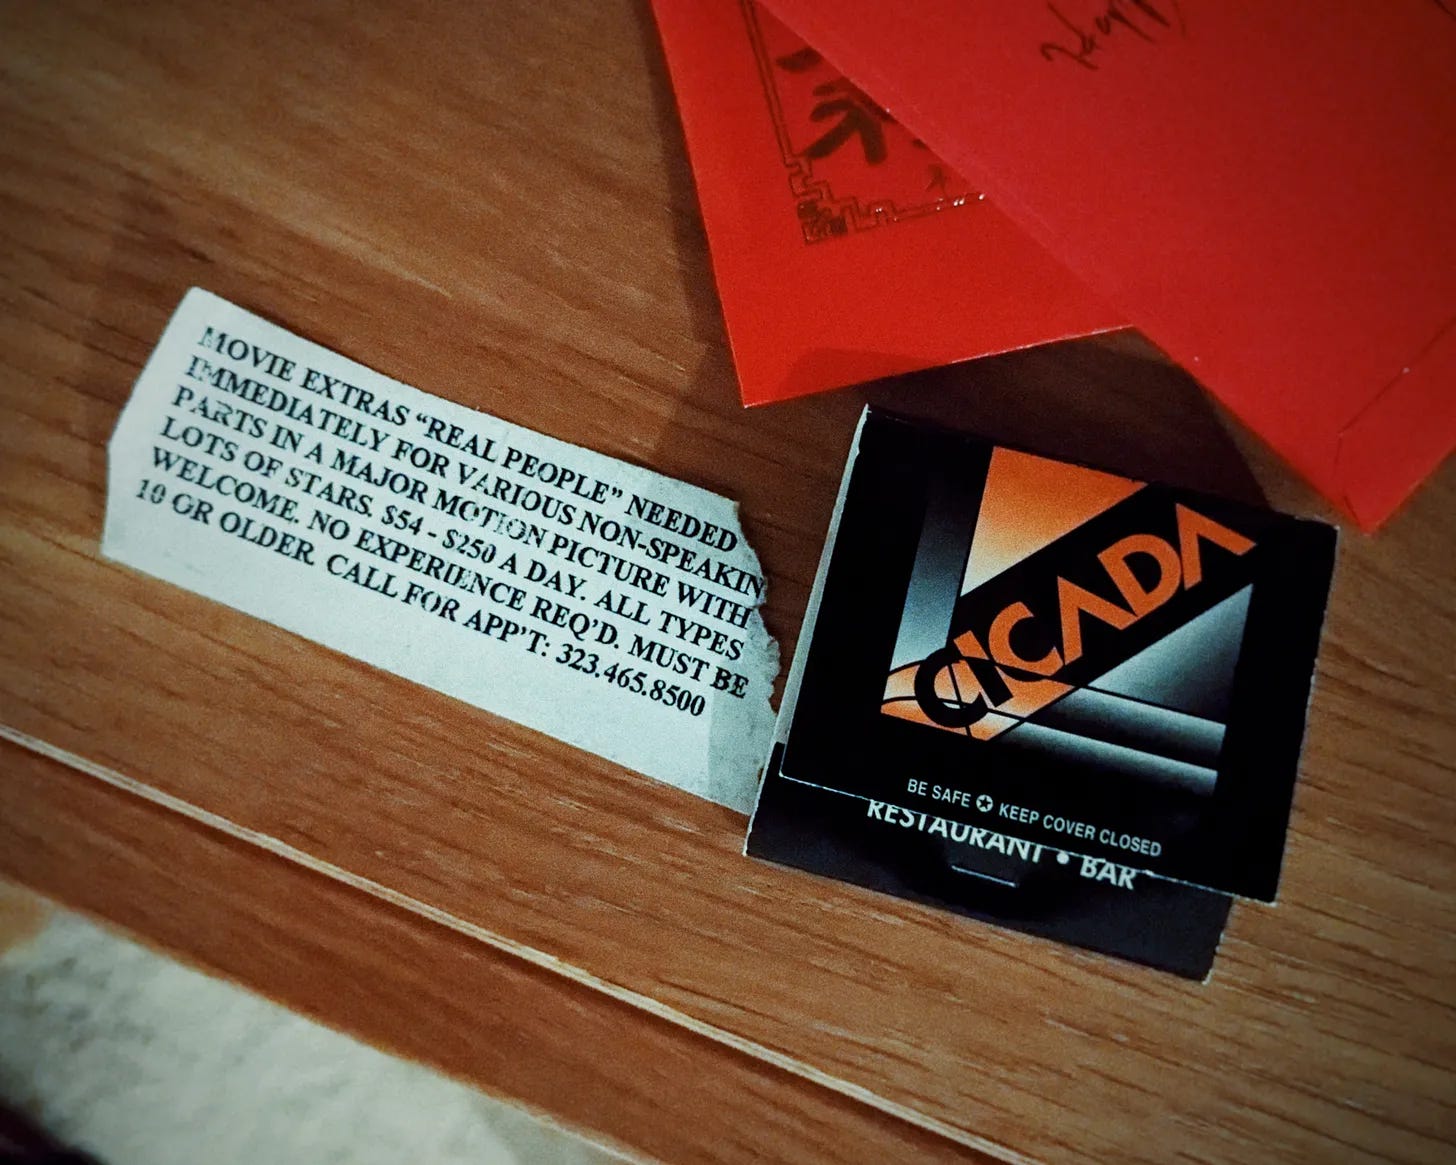 MOVIE EXTRAS “REAL PEOPLE” NEEDED
IMMEDIATELY FOR VARIOUS NON-SPEAKIN
PARTS IN A MAJOR MOTION PICTURE WITH
LOTS OF STARS. $54 - $250 A DAY. ALL TYPES
WELCOME. NO EXPERIENCE REQ’D. MUST BE
10 OR OLDER. CALL FOR APP’T: 323.465.8500
Happy
CICADA
BE SAFE ✪ KEEP COVER CLOSED
RESTAURANT • BAR